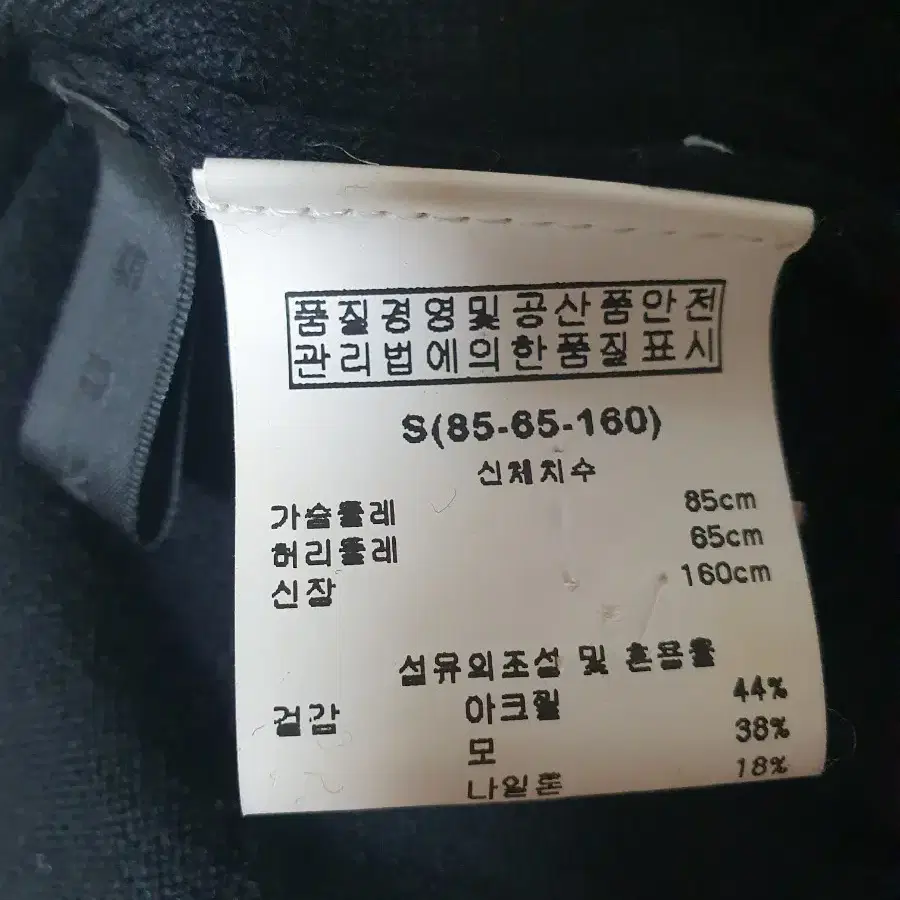 품질경영및공산품안전
관리법에의한품질표시
S(85-65-160)
신체치수
가슴둘레 85cm
허리둘레 65cm
신장 160cm
섬유의조성 및 혼용율
겉감 아크릴 44%
모 38%
나일론 18%